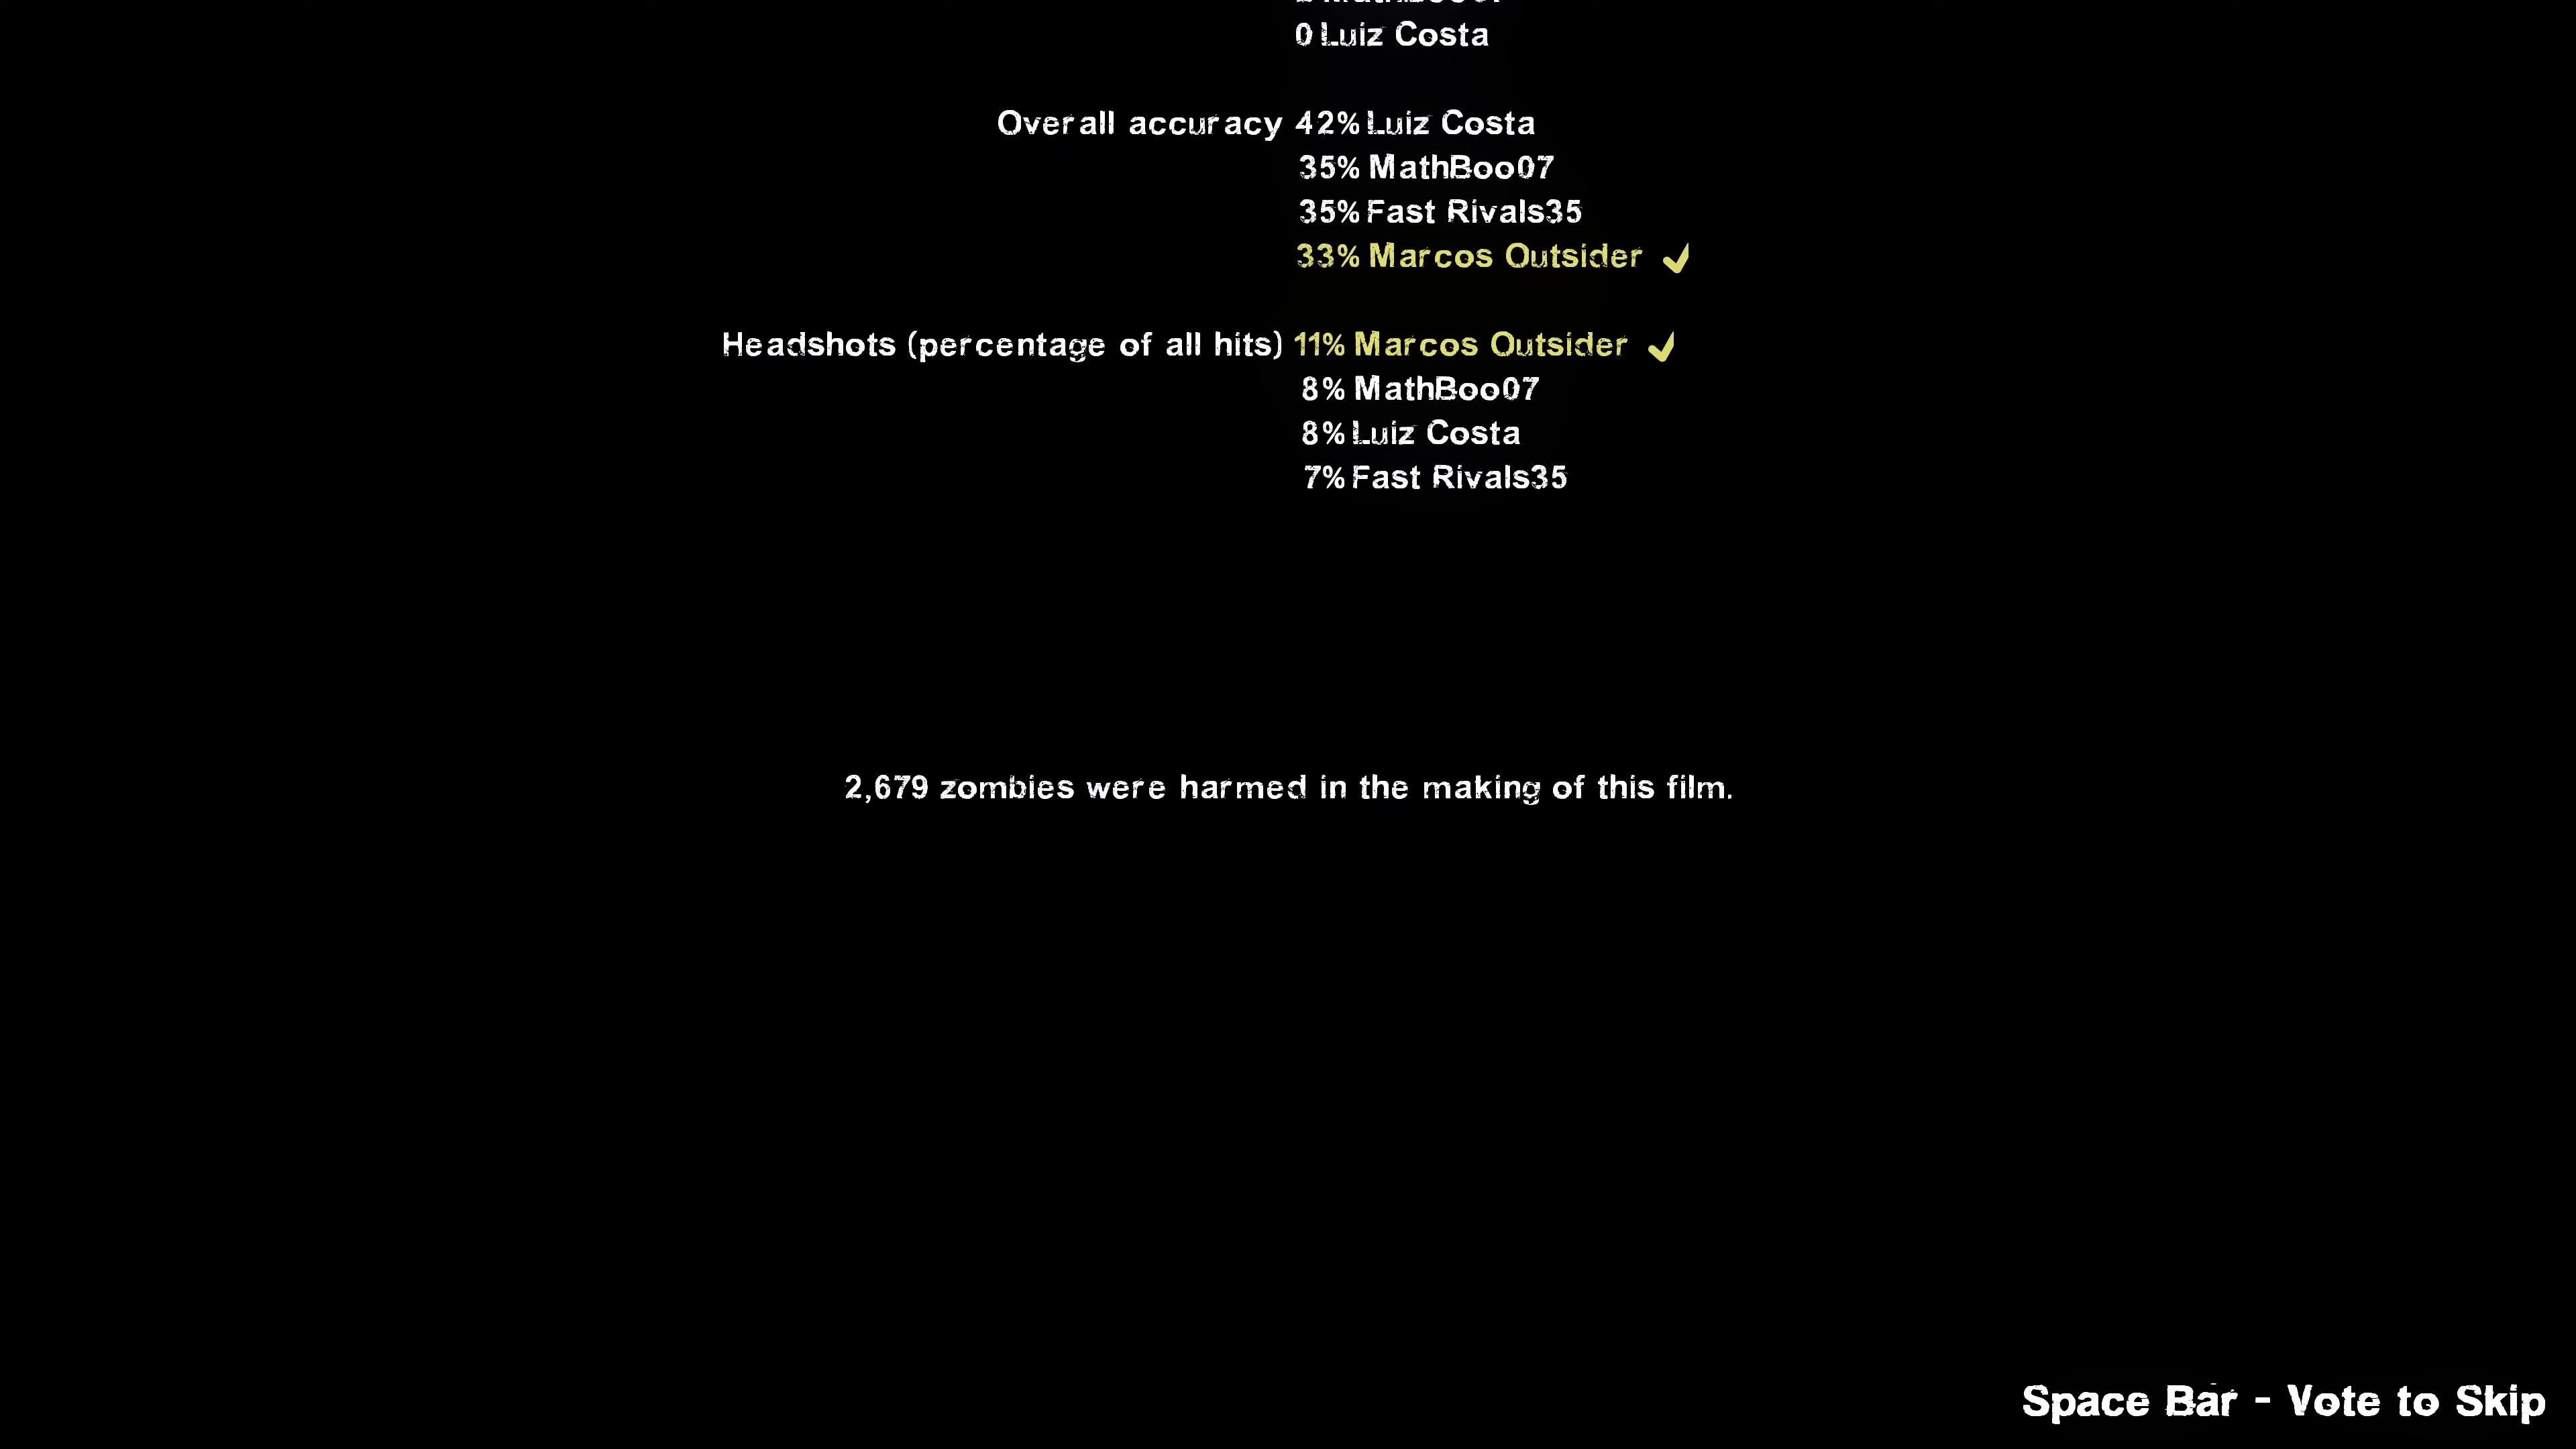 0 Luiz Costa
Overall accuracy 42% Luiz Costa
35% MathBoo07
35% Fast Rivals35
33% Marcos Outsider
Headshots (percentage of all hits) 11% Marcos Outsider
8% MathBoo07
8% Luiz Costa
7% Fast Rivals35
2,679 zombies were harmed in the making of this film.
Space Bar - Vote to Skip